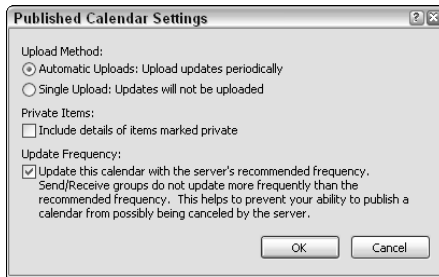 Published Calendar Settings
Upload Method:
Automatic Uploads: Upload updates periodically
Single Upload: Updates will not be uploaded
Private Items:
Include details of items marked private
Update Frequency:
Update this calendar with the server's recommended frequency.
Send/Receive groups do not update more frequently than the
recommended frequency. This helps to prevent your ability to publish a
calendar from possibly being canceled by the server.
OK Cancel